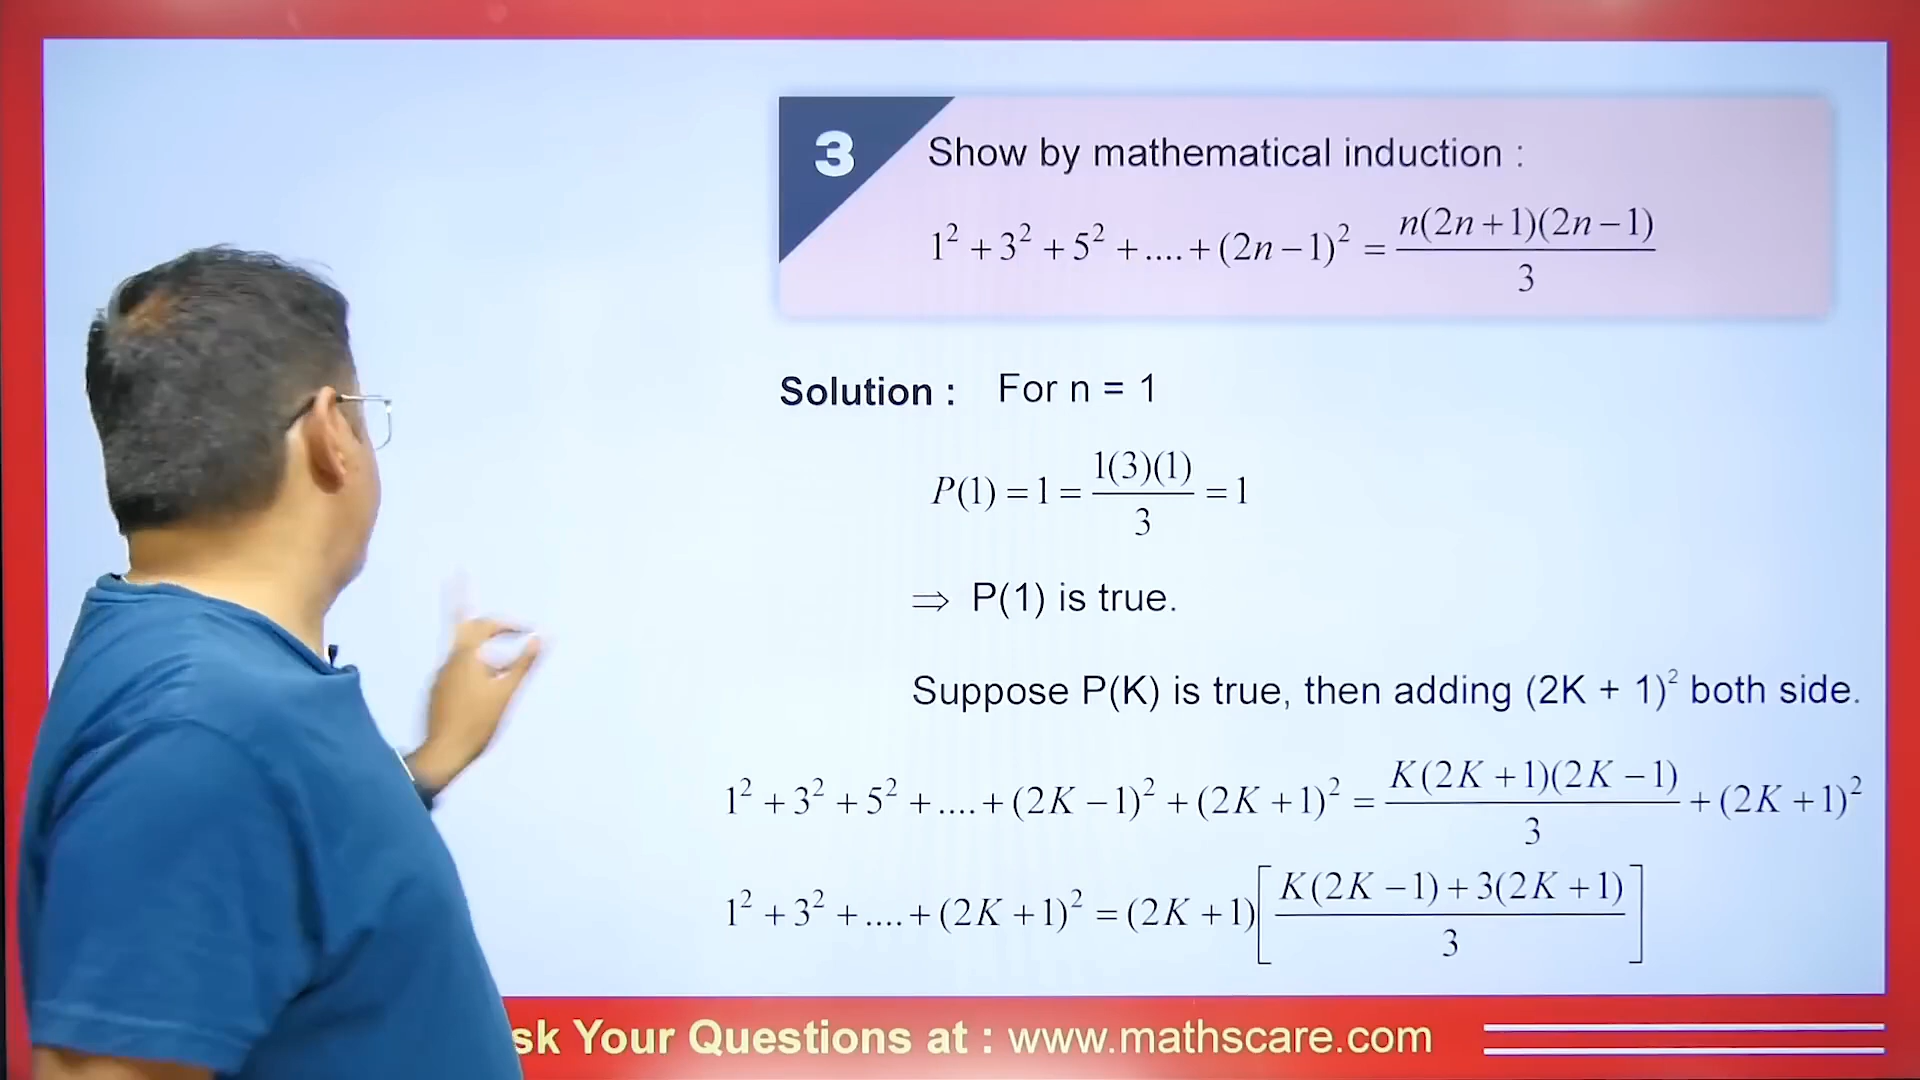 3 Show by mathematical induction :
1² + 3² + 5² + .... + (2n − 1)² = n(2n + 1)(2n − 1) / 3
Solution : For n = 1
P(1) = 1 = 1(3)(1) / 3 = 1
⇒ P(1) is true.
Suppose P(K) is true, then adding (2K + 1)² both side.
1² + 3² + 5² + .... + (2K − 1)² + (2K + 1)² = K(2K + 1)(2K − 1) / 3 + (2K + 1)²
1² + 3² + .... + (2K + 1)² = (2K + 1) [ K(2K − 1) + 3(2K + 1) / 3 ]
sk Your Questions at : www.mathscare.com